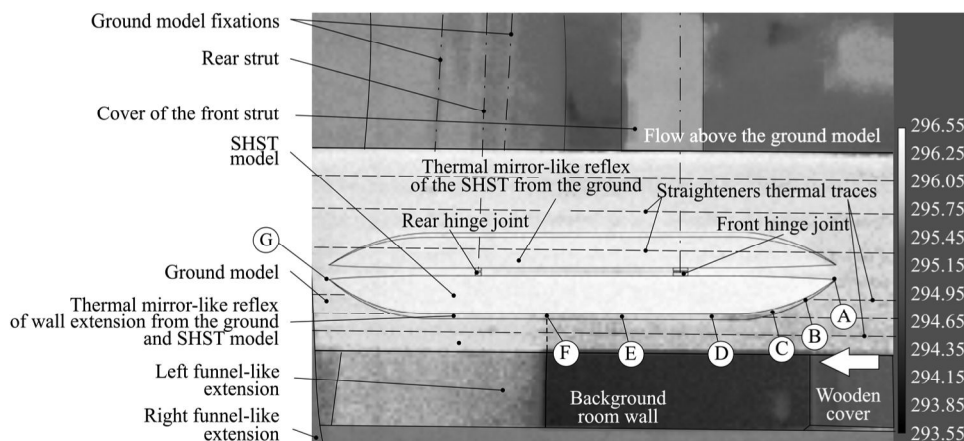 Ground model fixations
Rear strut
Cover of the front strut
SHST
model
Flow above the ground model
Thermal mirror-like reflex
of the SHST from the ground
Straighteners thermal traces
Rear hinge joint
Front hinge joint
G
Ground model
Thermal mirror-like reflex
of wall extension from the ground
and SHST model
A
B
C
D
E
F
Left funnel-like
extension
Right funnel-like
extension
Background
room wall
Wooden
cover
296.55
296.25
296.05
295.75
295.45
295.15
294.95
294.65
294.35
294.15
293.85
293.55